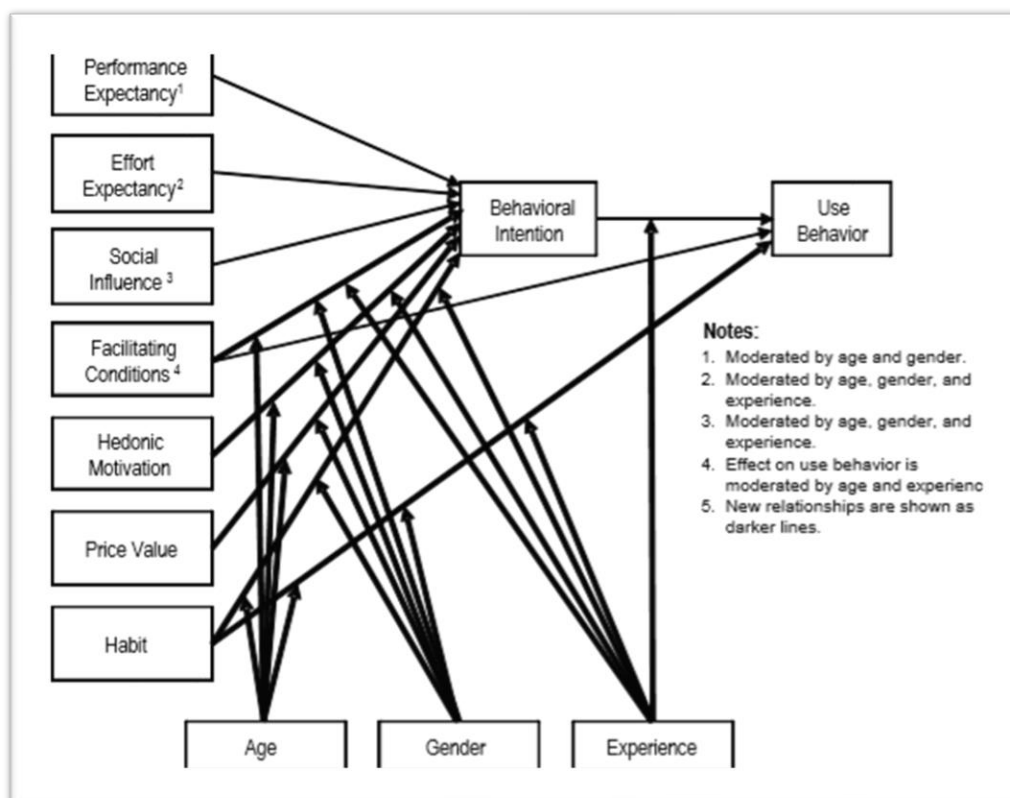 Performance
Expectancy¹
Effort
Expectancy²
Social
Influence ³
Facilitating
Conditions ⁴
Hedonic
Motivation
Price Value
Habit
Behavioral
Intention
Use
Behavior
Notes:
1. Moderated by age and gender.
2. Moderated by age, gender, and
experience.
3. Moderated by age, gender, and
experience.
4. Effect on use behavior is
moderated by age and experienc
5. New relationships are shown as
darker lines.
Age
Gender
Experience